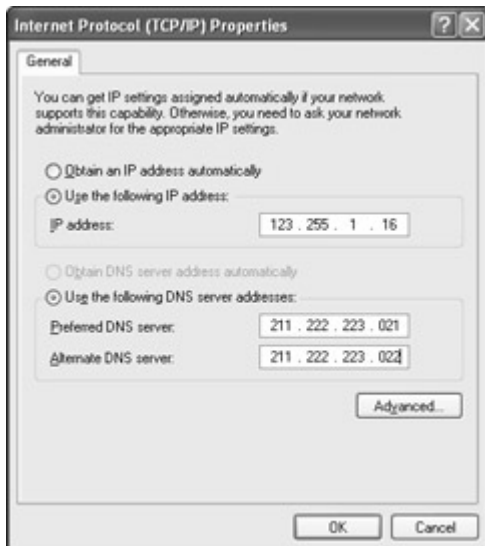 Internet Protocol (TCP/IP) Properties
General
You can get IP settings assigned automatically if your network
supports this capability. Otherwise, you need to ask your network
administrator for the appropriate IP settings.
Obtain an IP address automatically
Use the following IP address:
IP address: 123 . 255 . 1 . 16
Obtain DNS server address automatically
Use the following DNS server addresses:
Preferred DNS server: 211 . 222 . 223 . 021
Alternate DNS server: 211 . 222 . 223 . 022
Advanced...
OK Cancel